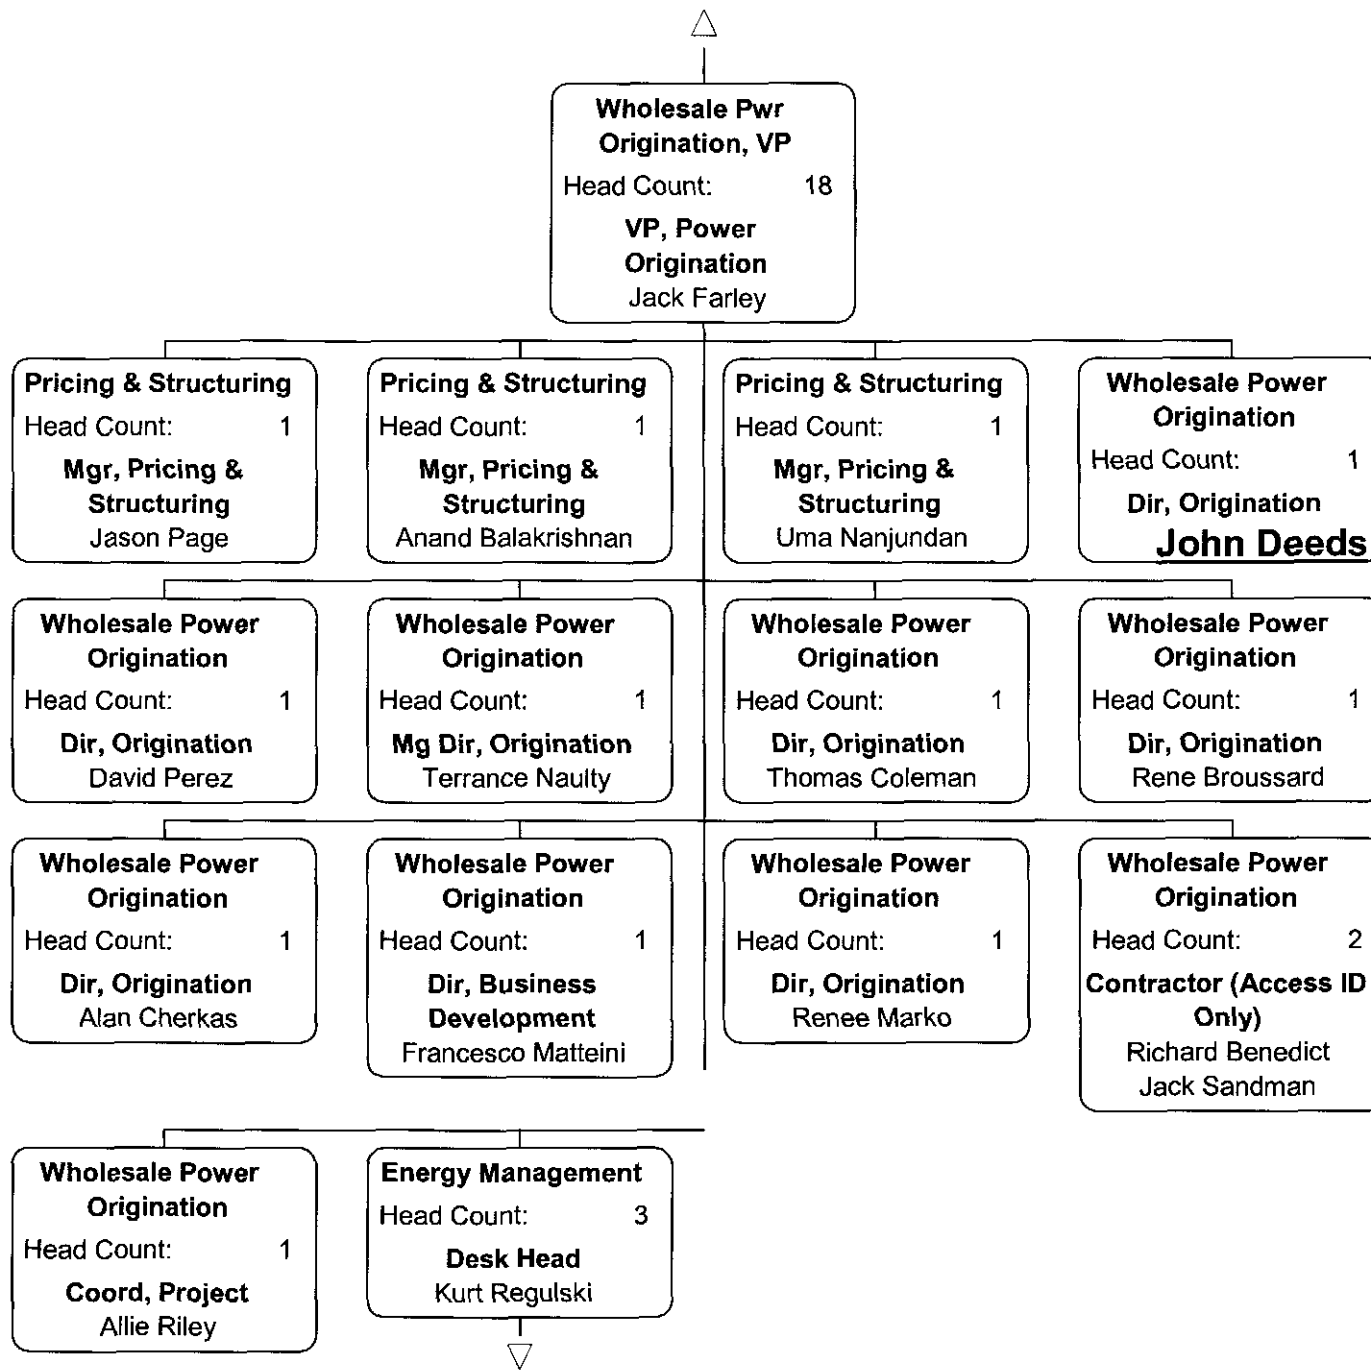 Wholesale Pwr
Origination, VP
Head Count: 18
VP, Power
Origination
Jack Farley
Pricing & Structuring
Head Count: 1
Mgr, Pricing &
Structuring
Jason Page
Pricing & Structuring
Head Count: 1
Mgr, Pricing &
Structuring
Anand Balakrishnan
Pricing & Structuring
Head Count: 1
Mgr, Pricing &
Structuring
Uma Nanjundan
Wholesale Power
Origination
Head Count: 1
Dir, Origination
John Deeds
Wholesale Power
Origination
Head Count: 1
Dir, Origination
David Perez
Wholesale Power
Origination
Head Count: 1
Mg Dir, Origination
Terrance Naulty
Wholesale Power
Origination
Head Count: 1
Dir, Origination
Thomas Coleman
Wholesale Power
Origination
Head Count: 1
Dir, Origination
Rene Broussard
Wholesale Power
Origination
Head Count: 1
Dir, Origination
Alan Cherkas
Wholesale Power
Origination
Head Count: 1
Dir, Business
Development
Francesco Matteini
Wholesale Power
Origination
Head Count: 1
Dir, Origination
Renee Marko
Wholesale Power
Origination
Head Count: 2
Contractor (Access ID
Only)
Richard Benedict
Jack Sandman
Wholesale Power
Origination
Head Count: 1
Coord, Project
Allie Riley
Energy Management
Head Count: 3
Desk Head
Kurt Regulski